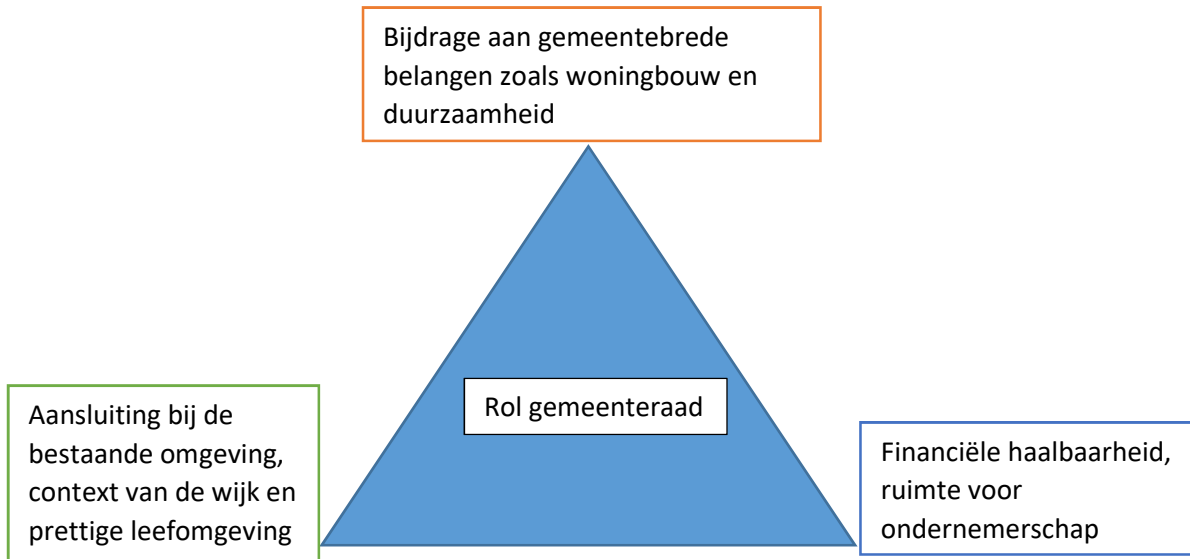 Bijdrage aan gemeentebrede
belangen zoals woningbouw en
duurzaamheid
Rol gemeenteraad
Aansluiting bij de
bestaande omgeving,
context van de wijk en
prettige leefomgeving
Financiële haalbaarheid,
ruimte voor
ondernemerschap